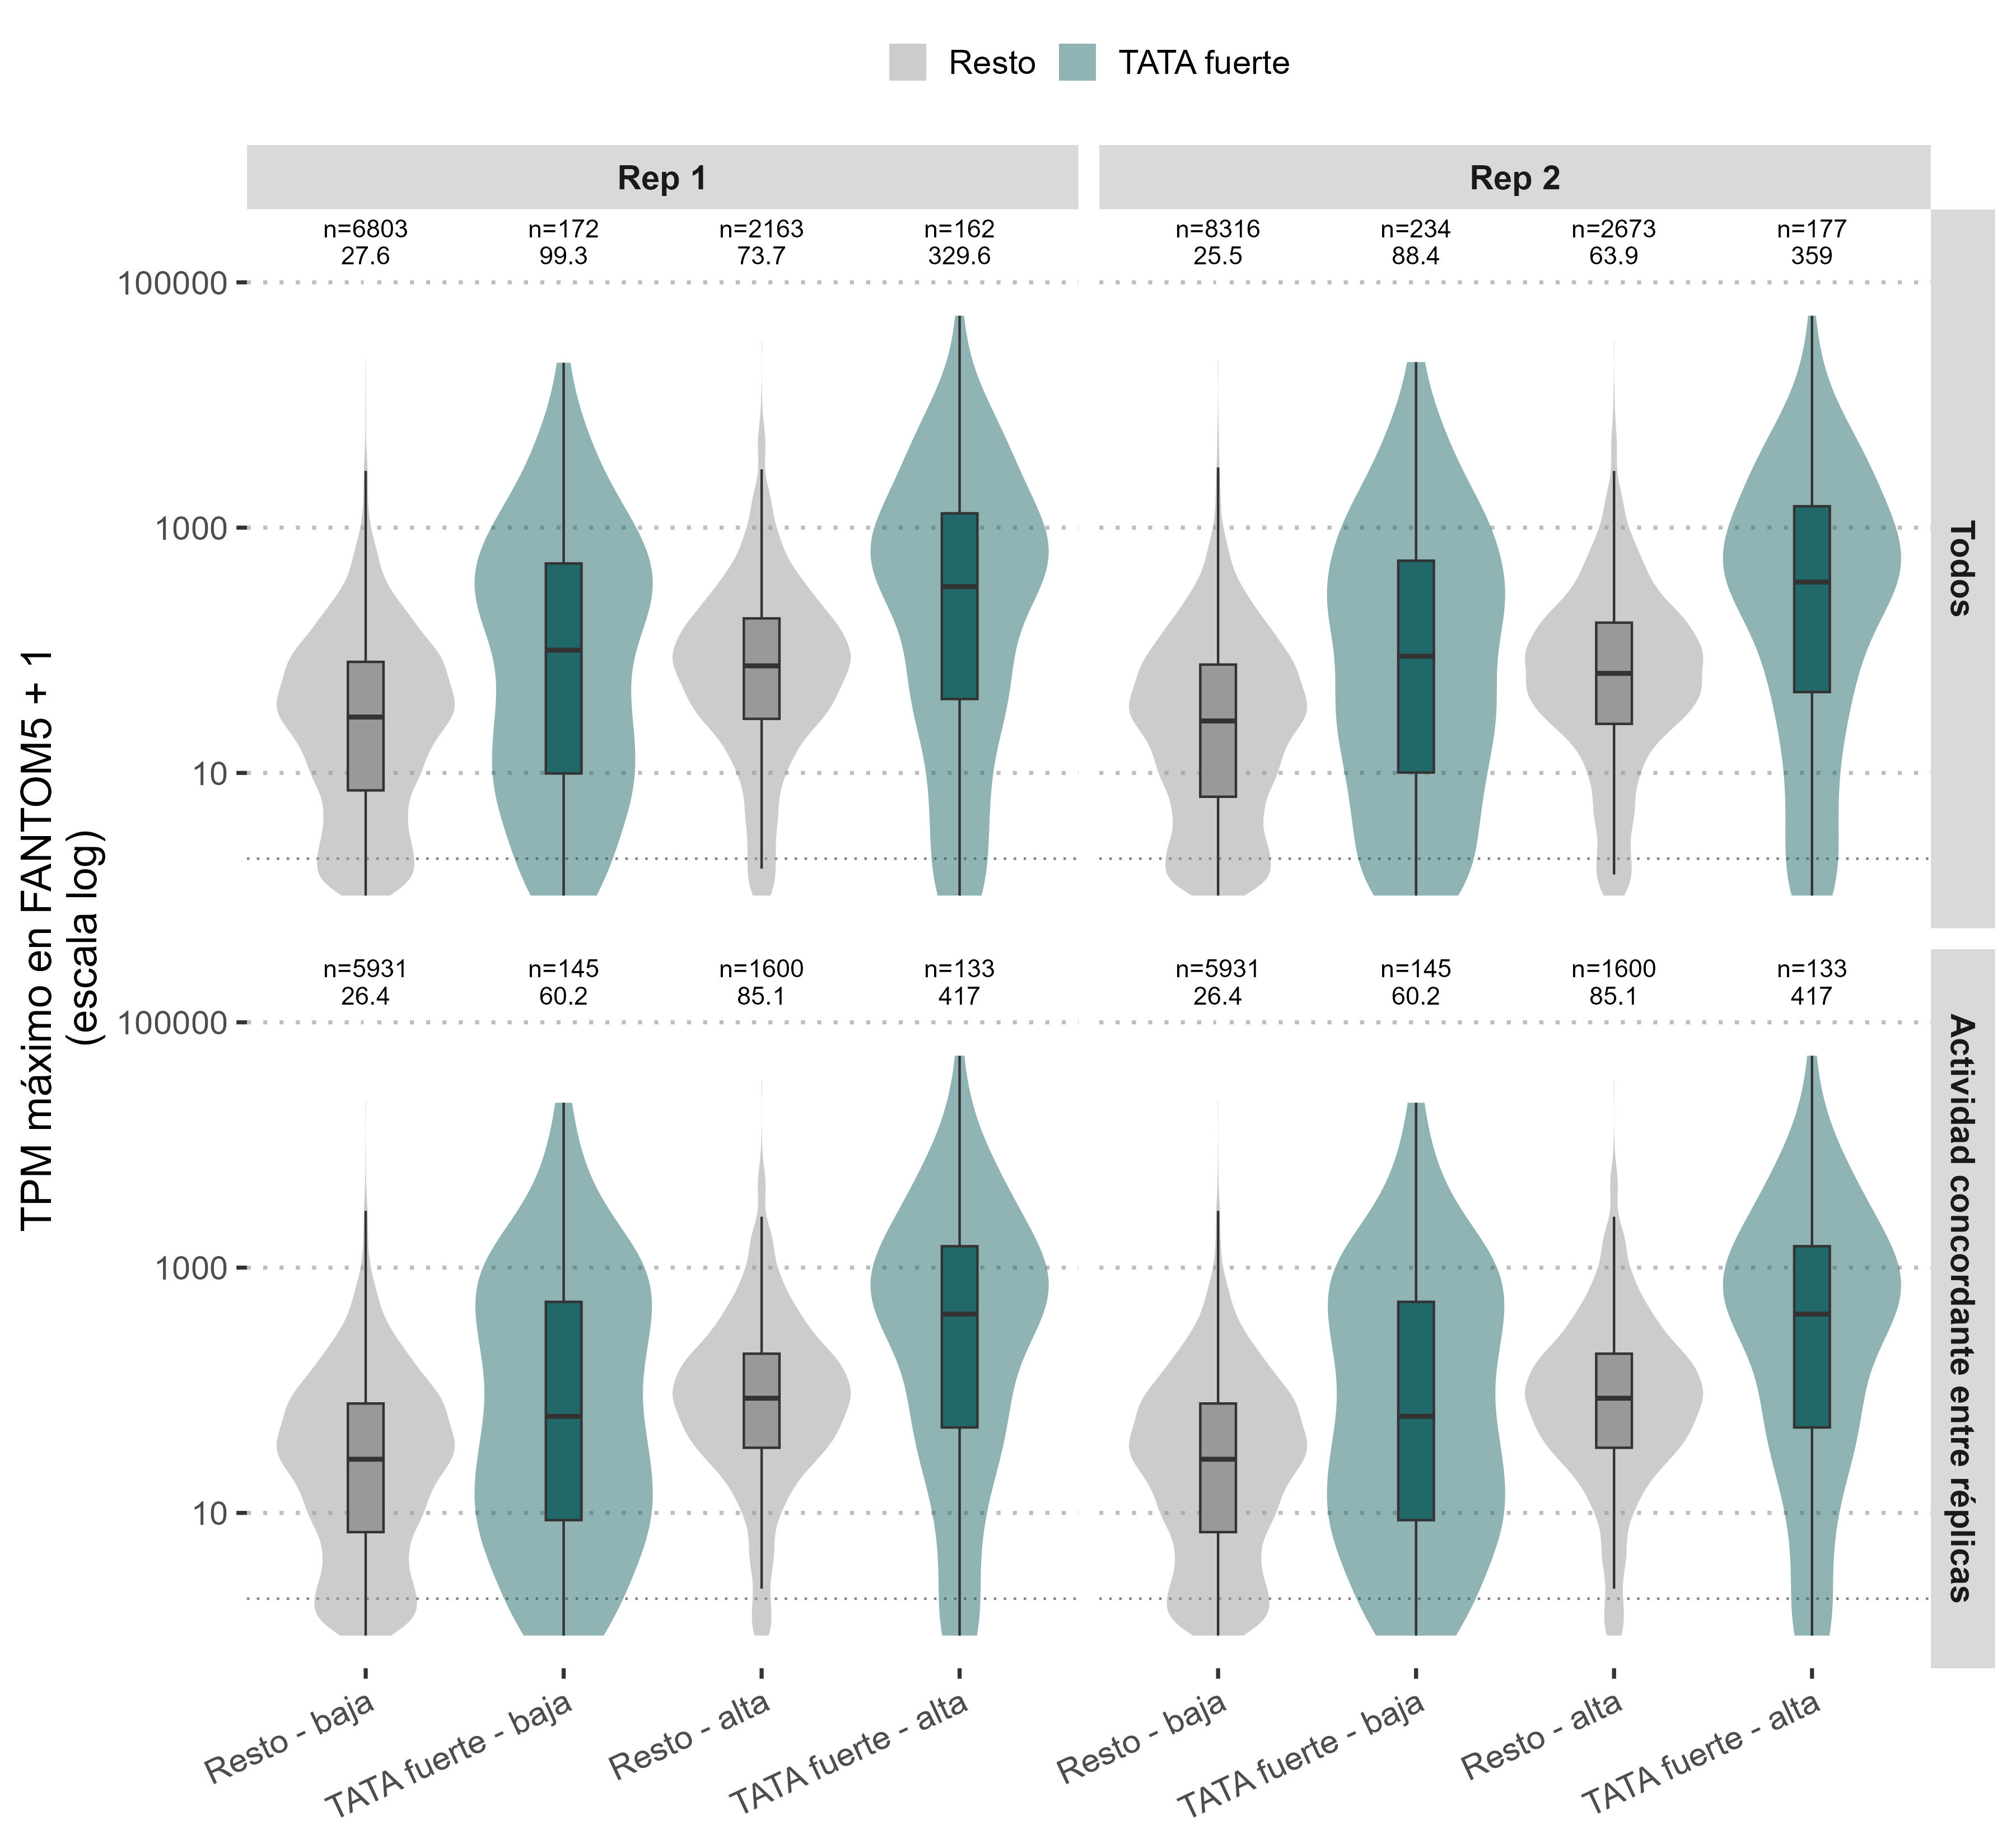 Resto TATA fuerte
Rep 1 Rep 2
n=6803 n=172 n=2163 n=162 n=8316 n=234 n=2673 n=177
27.6 99.3 73.7 329.6 25.5 88.4 63.9 359
100000
1000
10
Todos
TPM máximo en FANTOM5 + 1
(escala log)
n=5931 n=145 n=1600 n=133 n=5931 n=145 n=1600 n=133
26.4 60.2 85.1 417 26.4 60.2 85.1 417
100000
1000
10
Actividad concordante entre réplicas
Resto - baja TATA fuerte - baja Resto - alta TATA fuerte - alta Resto - baja TATA fuerte - baja Resto - alta TATA fuerte - alta